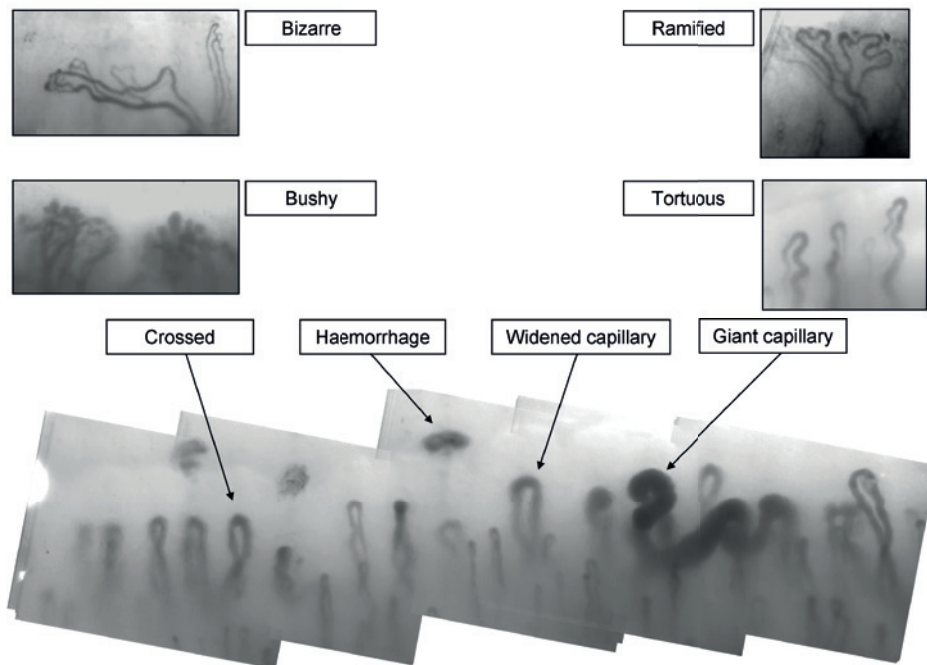 Bizarre
Ramified
Bushy
Tortuous
Crossed
Haemorrhage
Widened capillary
Giant capillary